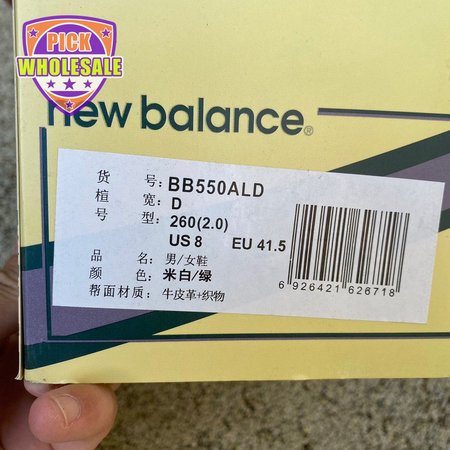 PICK
WHOLESALE
new balance®
货 号: BB550ALD
楦 宽: D
号 型: 260(2.0)
US 8 EU 41.5
品 名: 男/女鞋
颜 色: 米白/绿
帮面材质: 牛皮革+织物
6 926421 626718